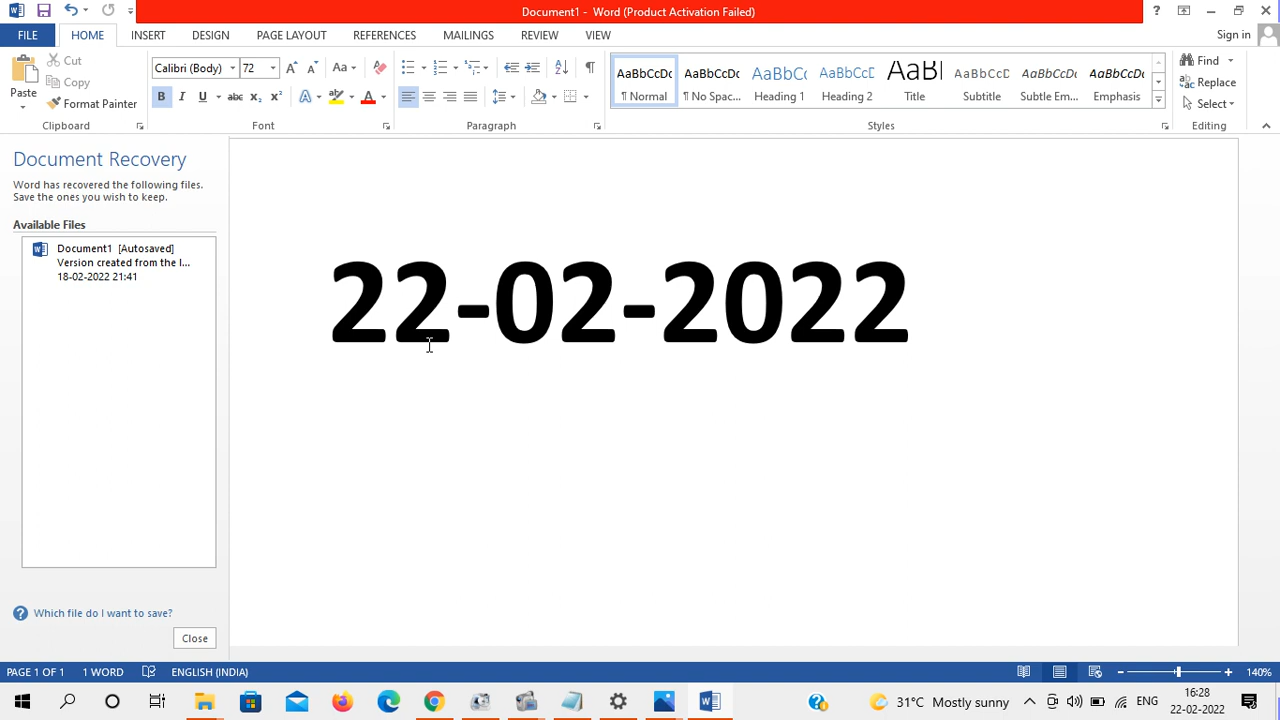 Document1 - Word (Product Activation Failed)
?
FILE
HOME
INSERT
DESIGN
PAGE LAYOUT
REFERENCES
MAILINGS
REVIEW
VIEW
Sign in
Paste
Cut
Copy
Format Painter
Clipboard
Calibri (Body)
72
Font
Paragraph
AaBbCcDc
¶ Normal
AaBbCcDc
¶ No Spac...
AaBbCc
Heading 1
AaBbCcE
Heading 2
AaBl
Title
AaBbCcD
Subtitle
AaBbCcDc
Subtle Em...
AaBbCcDc
Emphasis
Styles
Find
Replace
Select
Editing
Document Recovery
Word has recovered the following files.
Save the ones you wish to keep.
Available Files
Document1 [Autosaved]
Version created from the l...
18-02-2022 21:41
Which file do I want to save?
Close
22-02-2022
PAGE 1 OF 1
1 WORD
ENGLISH (INDIA)
140%
31°C Mostly sunny
ENG
16:28
22-02-2022